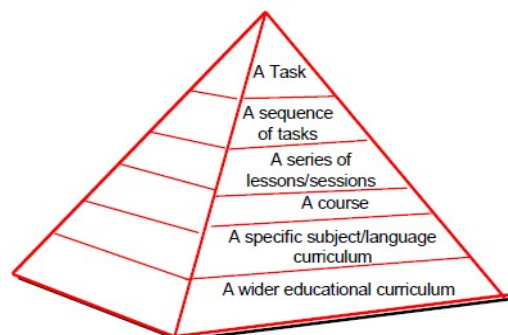 A Task
A sequence
of tasks
A series of
lessons/sessions
A course
A specific subject/language
curriculum
A wider educational curriculum